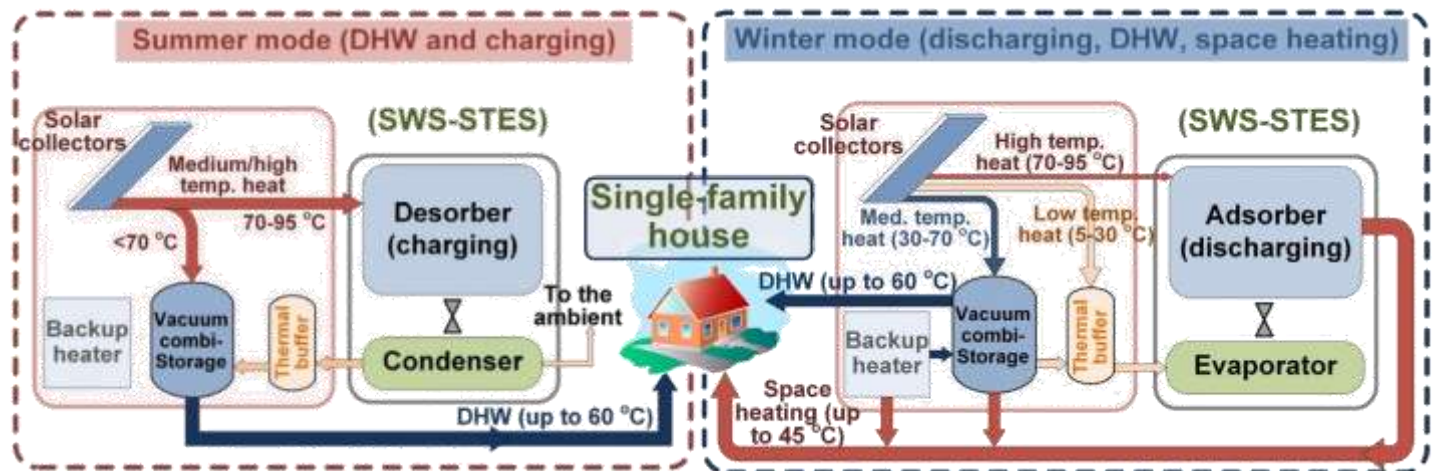 Summer mode (DHW and charging)
Solar
collectors
(SWS-STES)
Medium/high
temp. heat
70-95 °C
<70 °C
Desorber
(charging)
Backup
heater
Vacuum
combi-
Storage
Thermal
buffer
Condenser
To the
ambient
DHW (up to 60 °C)
Single-family
house
Winter mode (discharging, DHW, space heating)
Solar
collectors
(SWS-STES)
High temp.
heat (70-95 °C)
Med. temp.
heat (30-70 °C)
Low temp.
heat (5-30 °C)
Adsorber
(discharging)
DHW (up to 60 °C)
Backup
heater
Vacuum
combi-
Storage
Thermal
buffer
Evaporator
Space
heating (up
to 45 °C)